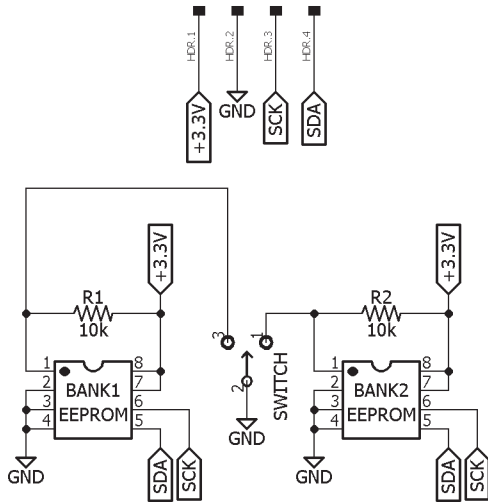 HDR.1
HDR.2
HDR.3
HDR.4
+3.3V
GND
SCK
SDA
+3.3V
+3.3V
R1
10k
R2
10k
3
1
2
SWITCH
GND
1
2
3
4
BANK1
EEPROM
8
7
6
5
1
2
3
4
BANK2
EEPROM
8
7
6
5
GND
SDA
SCK
GND
SDA
SCK